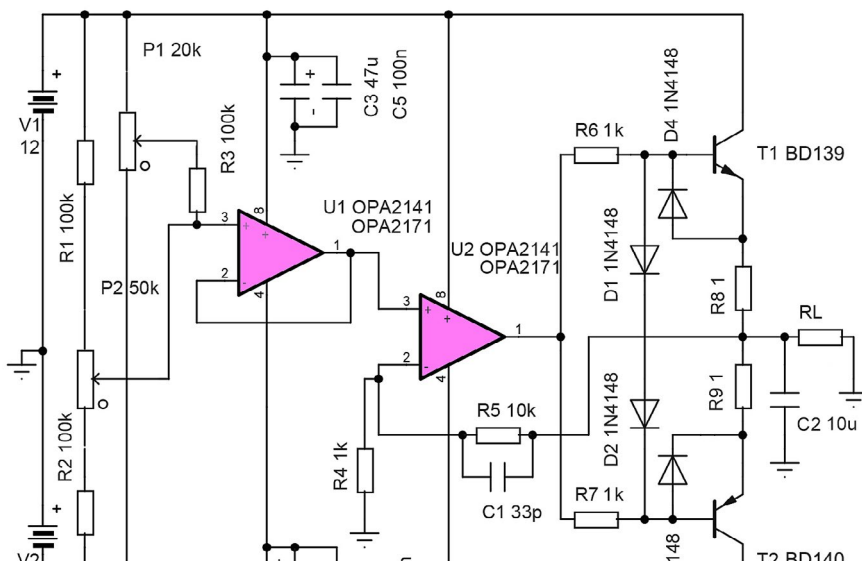 P1 20k
+
V1
12
R1 100k
R3 100k
+
-
C3 47u
C5 100n
U1 OPA2141
OPA2171
3
8
+
+
1
2
-
4
P2 50k
U2 OPA2141
OPA2171
3
8
+
+
1
2
-
4
R6 1k
D4 1N4148
T1 BD139
D1 1N4148
R8 1
RL
R9 1
C2 10u
D2 1N4148
R2 100k
R4 1k
R5 10k
C1 33p
R7 1k
+
V2
+
148
T2 BD140